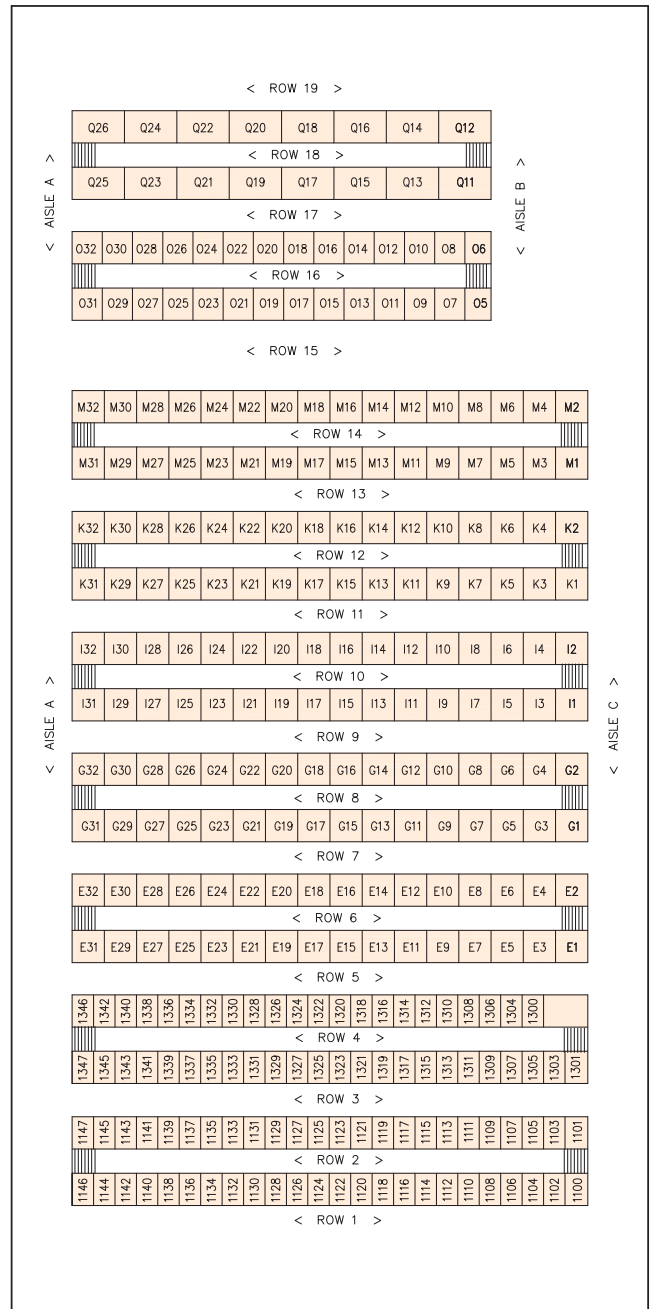 < ROW 19 >
Q26 Q24 Q22 Q20 Q18 Q16 Q14 Q12
< ROW 18 >
Q25 Q23 Q21 Q19 Q17 Q15 Q13 Q11
< AISLE A >
< AISLE B >
< ROW 17 >
O32 O30 O28 O26 O24 O22 O20 O18 O16 O14 O12 O10 O8 O6
< ROW 16 >
O31 O29 O27 O25 O23 O21 O19 O17 O15 O13 O11 O9 O7 O5
< ROW 15 >
M32 M30 M28 M26 M24 M22 M20 M18 M16 M14 M12 M10 M8 M6 M4 M2
< ROW 14 >
M31 M29 M27 M25 M23 M21 M19 M17 M15 M13 M11 M9 M7 M5 M3 M1
< ROW 13 >
K32 K30 K28 K26 K24 K22 K20 K18 K16 K14 K12 K10 K8 K6 K4 K2
< ROW 12 >
K31 K29 K27 K25 K23 K21 K19 K17 K15 K13 K11 K9 K7 K5 K3 K1
< ROW 11 >
I32 I30 I28 I26 I24 I22 I20 I18 I16 I14 I12 I10 I8 I6 I4 I2
< ROW 10 >
I31 I29 I27 I25 I23 I21 I19 I17 I15 I13 I11 I9 I7 I5 I3 I1
< AISLE A >
< AISLE C >
< ROW 9 >
G32 G30 G28 G26 G24 G22 G20 G18 G16 G14 G12 G10 G8 G6 G4 G2
< ROW 8 >
G31 G29 G27 G25 G23 G21 G19 G17 G15 G13 G11 G9 G7 G5 G3 G1
< ROW 7 >
E32 E30 E28 E26 E24 E22 E20 E18 E16 E14 E12 E10 E8 E6 E4 E2
< ROW 6 >
E31 E29 E27 E25 E23 E21 E19 E17 E15 E13 E11 E9 E7 E5 E3 E1
< ROW 5 >
1346 1342 1340 1338 1336 1334 1332 1330 1328 1326 1324 1322 1320 1318 1316 1314 1312 1310 1308 1306 1304 1300
< ROW 4 >
1347 1345 1343 1341 1339 1337 1335 1333 1331 1329 1327 1325 1323 1321 1319 1317 1315 1313 1311 1309 1307 1305 1303 1301
< ROW 3 >
1147 1145 1143 1141 1139 1137 1135 1133 1131 1129 1127 1125 1123 1121 1119 1117 1115 1113 1111 1109 1107 1105 1103 1101
< ROW 2 >
1146 1144 1142 1140 1138 1136 1134 1132 1130 1128 1126 1124 1122 1120 1118 1116 1114 1112 1110 1108 1106 1104 1102 1100
< ROW 1 >